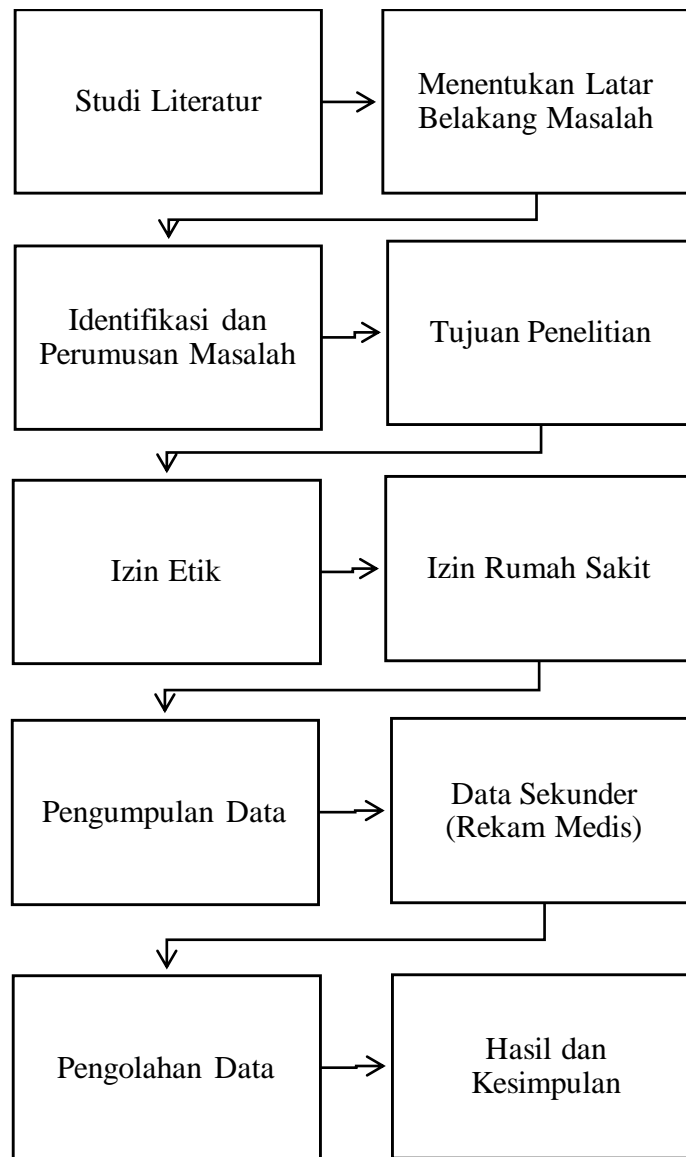 Studi Literatur
Menentukan Latar
Belakang Masalah
Identifikasi dan
Perumusan Masalah
Tujuan Penelitian
Izin Etik
Izin Rumah Sakit
Pengumpulan Data
Data Sekunder
(Rekam Medis)
Pengolahan Data
Hasil dan
Kesimpulan